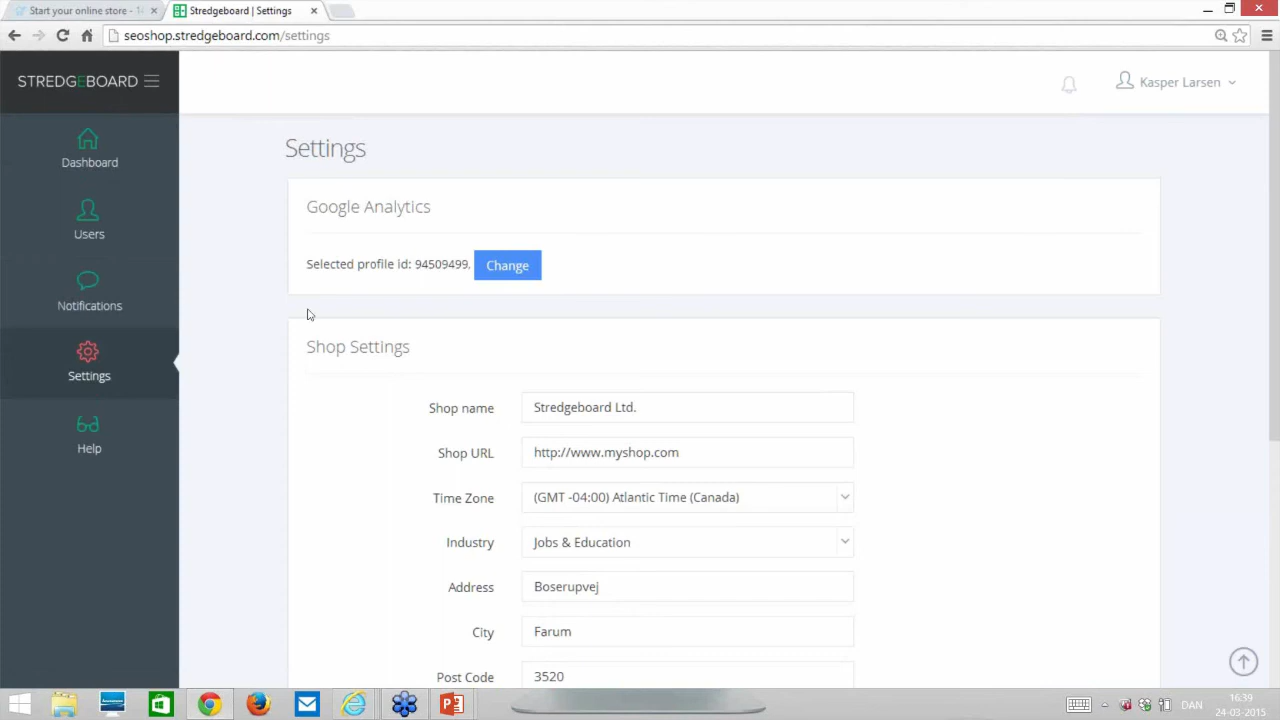 Start your online store -
Stredgeboard | Settings
seoshop.stredgeboard.com/settings
STREDGEBOARD
Kasper Larsen
Dashboard
Users
Notifications
Settings
Help
Settings
Google Analytics
Selected profile id: 94509499. Change
Shop Settings
Shop name Stredgeboard Ltd.
Shop URL http://www.myshop.com
Time Zone (GMT -04:00) Atlantic Time (Canada)
Industry Jobs & Education
Address Boserupvej
City Farum
Post Code 3520
DAN
16:39
24-03-2015